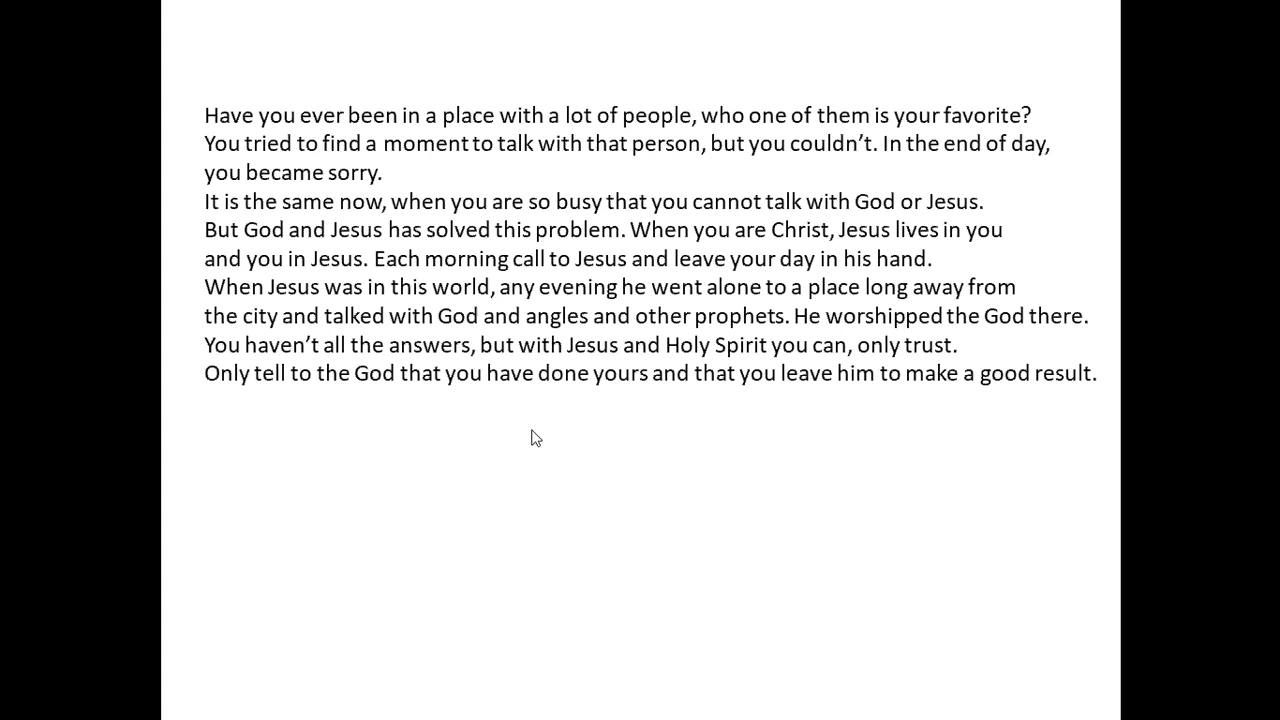 Have you ever been in a place with a lot of people, who one of them is your favorite?
You tried to find a moment to talk with that person, but you couldn’t. In the end of day,
you became sorry.
It is the same now, when you are so busy that you cannot talk with God or Jesus.
But God and Jesus has solved this problem. When you are Christ, Jesus lives in you
and you in Jesus. Each morning call to Jesus and leave your day in his hand.
When Jesus was in this world, any evening he went alone to a place long away from
the city and talked with God and angles and other prophets. He worshipped the God there.
You haven’t all the answers, but with Jesus and Holy Spirit you can, only trust.
Only tell to the God that you have done yours and that you leave him to make a good result.